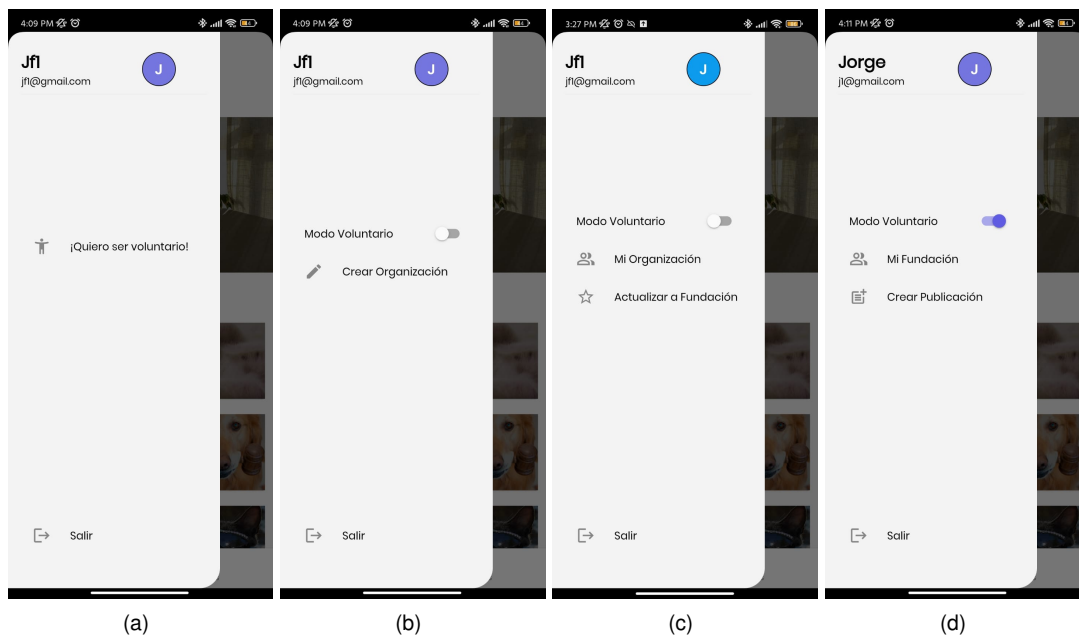 4:09 PM
Jf1
J
jf1@gmail.com
¡Quiero ser voluntario!
Salir
(a)
4:09 PM
Jf1
J
jf1@gmail.com
Modo Voluntario
Crear Organización
Salir
(b)
3:27 PM
Jf1
J
jf1@gmail.com
Modo Voluntario
Mi Organización
Actualizar a Fundación
Salir
(c)
4:11 PM
Jorge
J
j1@gmail.com
Modo Voluntario
Mi Fundación
Crear Publicación
Salir
(d)